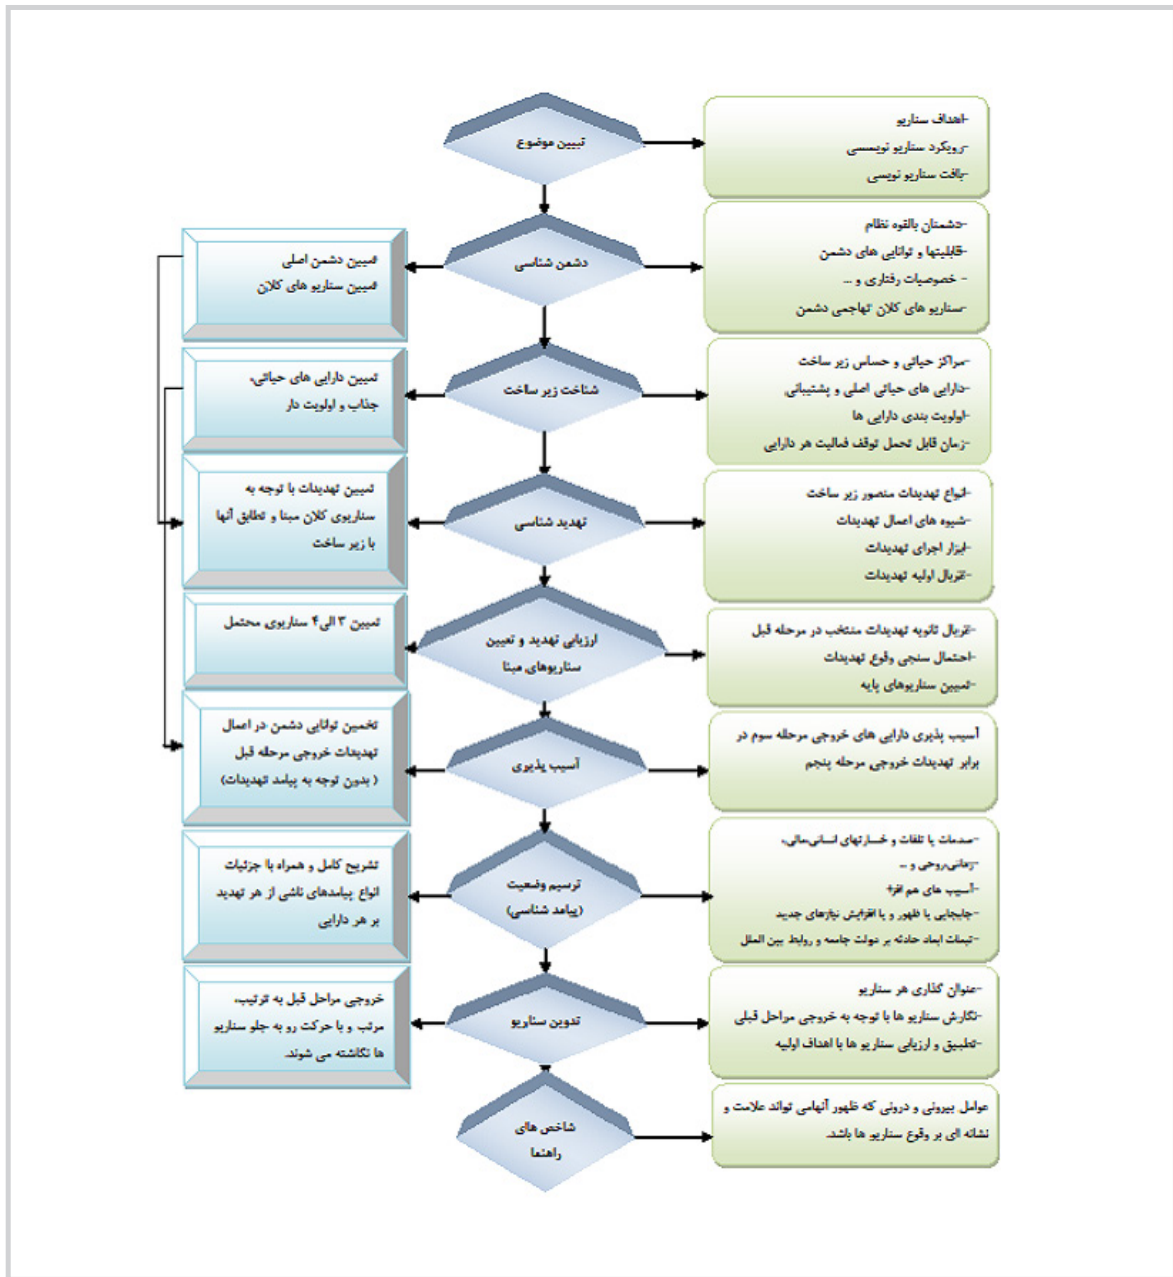 تبیین موضوع
-اهداف سناریو
-رویکرد سناریو نویسسی
-بافت سناریو نویسی
دشمن شناسی
-دشمنان بالقوه نظام
-قابلیتها و توانایی های دشمن
- خصوصیات رفتاری و ...
-سناریو های کلان تهاجمی دشمن
تعیین دشمن اصلی
تعیین سناریو های کلان
شناخت زیر ساخت
-مراکز حیاتی و حساس زیر ساخت
-دارایی های حیاتی اصلی و پشتیبانی
-اولویت بندی دارایی ها
-زمان قابل تحمل توقف فعالیت هر دارایی
تعیین دارایی های حیاتی،
جذاب و اولویت دار
تهدید شناسی
-انواع تهدیدات متصور زیر ساخت
-شیوه های اعمال تهدیدات
-ابزار اجرای تهدیدات
-غربال اولیه تهدیدات
تعیین تهدیدات با توجه به
سناریوی کلان مبنا و تطابق آنها
با زیر ساخت
ارزیابی تهدید و تعیین
سناریوهای مبنا
-غربال ثانویه تهدیدات منتخب در مرحله قبل
-احتمال سنجی وقوع تهدیدات
-تعیین سناریوهای پایه
تعیین ۳ الی۴ سناریوی محتمل
آسیب پذیری
آسیب پذیری دارایی های خروجی مرحله سوم در
برابر تهدیدات خروجی مرحله پنجم
تخمین توانایی دشمن در اعمال
تهدیدات خروجی مرحله قبل
( بدون توجه به پیامد تهدیدات)
ترسیم وضعیت
(پیامد شناسی)
-صدمات یا تلفات و خسارتهای انسانی،مالی،
-زمانی،روحی و ...
-آسیب های هم افزا
-جابجایی یا ظهور و یا افزایش نیازهای جدید
-تبعات ابعاد حادثه بر دولت جامعه و روابط بین الملل
تشریح کامل و همراه با جزئیات
انواع پیامدهای ناشی از هر تهدید
بر هر دارایی
تدوین سناریو
-عنوان گذاری هر سناریو
-نگارش سناریو ها با توجه به خروجی مراحل قبلی
-تطبیق و ارزیابی سناریو ها با اهداف اولیه
خروجی مراحل قبل به ترتیب،
مرتب و با حرکت رو به جلو سناریو
ها نگاشته می شوند.
شاخص های
راهنما
عوامل بیرونی و درونی که ظهور آنهامی تواند علامت و
نشانه ای بر وقوع سناریو ها باشد.